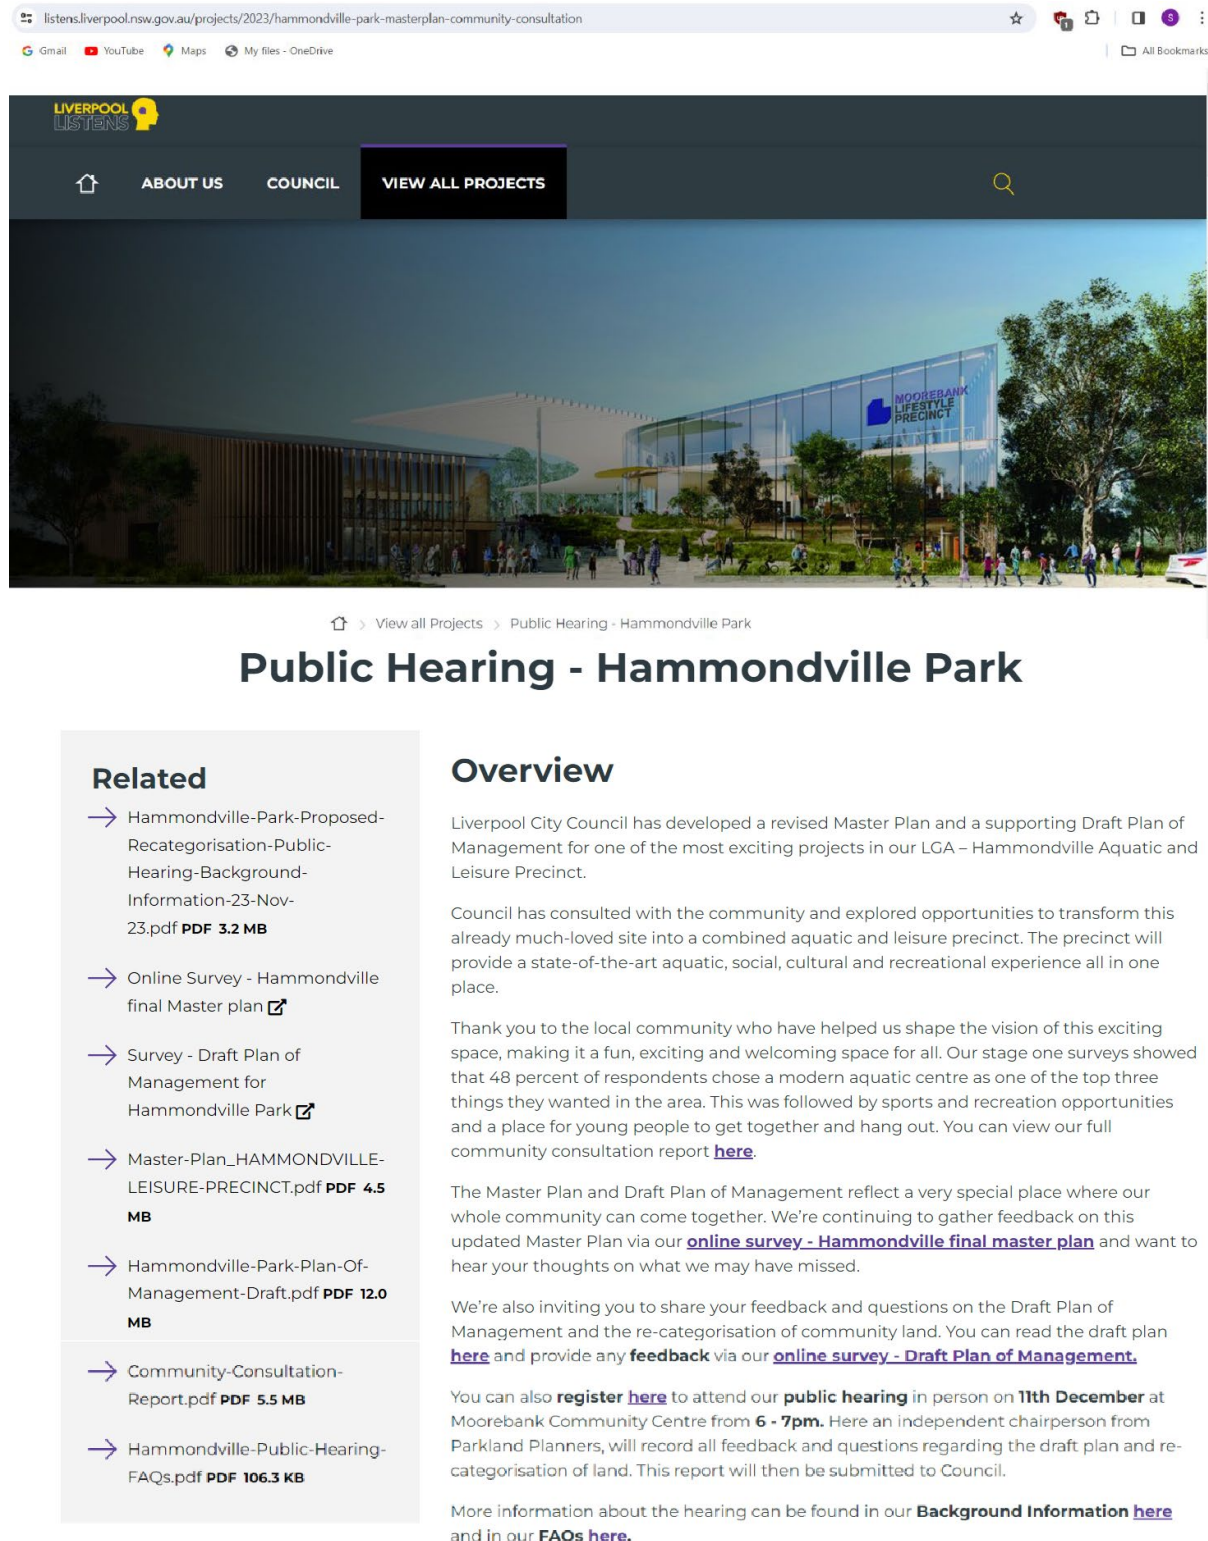 listens.liverpool.nsw.gov.au/projects/2023/hammondville-park-masterplan-community-consultation
1
S
Gmail YouTube Maps My files - OneDrive All Bookmarks
LIVERPOOL
LISTENS
ABOUT US COUNCIL VIEW ALL PROJECTS
MOOREBANK
LIFESTYLE
PRECINCT
View all Projects > Public Hearing - Hammondville Park
Public Hearing - Hammondville Park
Related
Hammondville-Park-Proposed-
Recategorisation-Public-
Hearing-Background-
Information-23-Nov-
23.pdf PDF 3.2 MB
Online Survey - Hammondville
final Master plan
Survey - Draft Plan of
Management for
Hammondville Park
Master-Plan_HAMMONDVILLE-
LEISURE-PRECINCT.pdf PDF 4.5
MB
Hammondville-Park-Plan-Of-
Management-Draft.pdf PDF 12.0
MB
Community-Consultation-
Report.pdf PDF 5.5 MB
Hammondville-Public-Hearing-
FAQs.pdf PDF 106.3 KB
Overview
Liverpool City Council has developed a revised Master Plan and a supporting Draft Plan of
Management for one of the most exciting projects in our LGA – Hammondville Aquatic and
Leisure Precinct.
Council has consulted with the community and explored opportunities to transform this
already much-loved site into a combined aquatic and leisure precinct. The precinct will
provide a state-of-the-art aquatic, social, cultural and recreational experience all in one
place.
Thank you to the local community who have helped us shape the vision of this exciting
space, making it a fun, exciting and welcoming space for all. Our stage one surveys showed
that 48 percent of respondents chose a modern aquatic centre as one of the top three
things they wanted in the area. This was followed by sports and recreation opportunities
and a place for young people to get together and hang out. You can view our full
community consultation report here.
The Master Plan and Draft Plan of Management reflect a very special place where our
whole community can come together. We're continuing to gather feedback on this
updated Master Plan via our online survey - Hammondville final master plan and want to
hear your thoughts on what we may have missed.
We're also inviting you to share your feedback and questions on the Draft Plan of
Management and the re-categorisation of community land. You can read the draft plan
here and provide any feedback via our online survey - Draft Plan of Management.
You can also register here to attend our public hearing in person on 11th December at
Moorebank Community Centre from 6 - 7pm. Here an independent chairperson from
Parkland Planners, will record all feedback and questions regarding the draft plan and re-
categorisation of land. This report will then be submitted to Council.
More information about the hearing can be found in our Background Information here
and in our FAQs here.